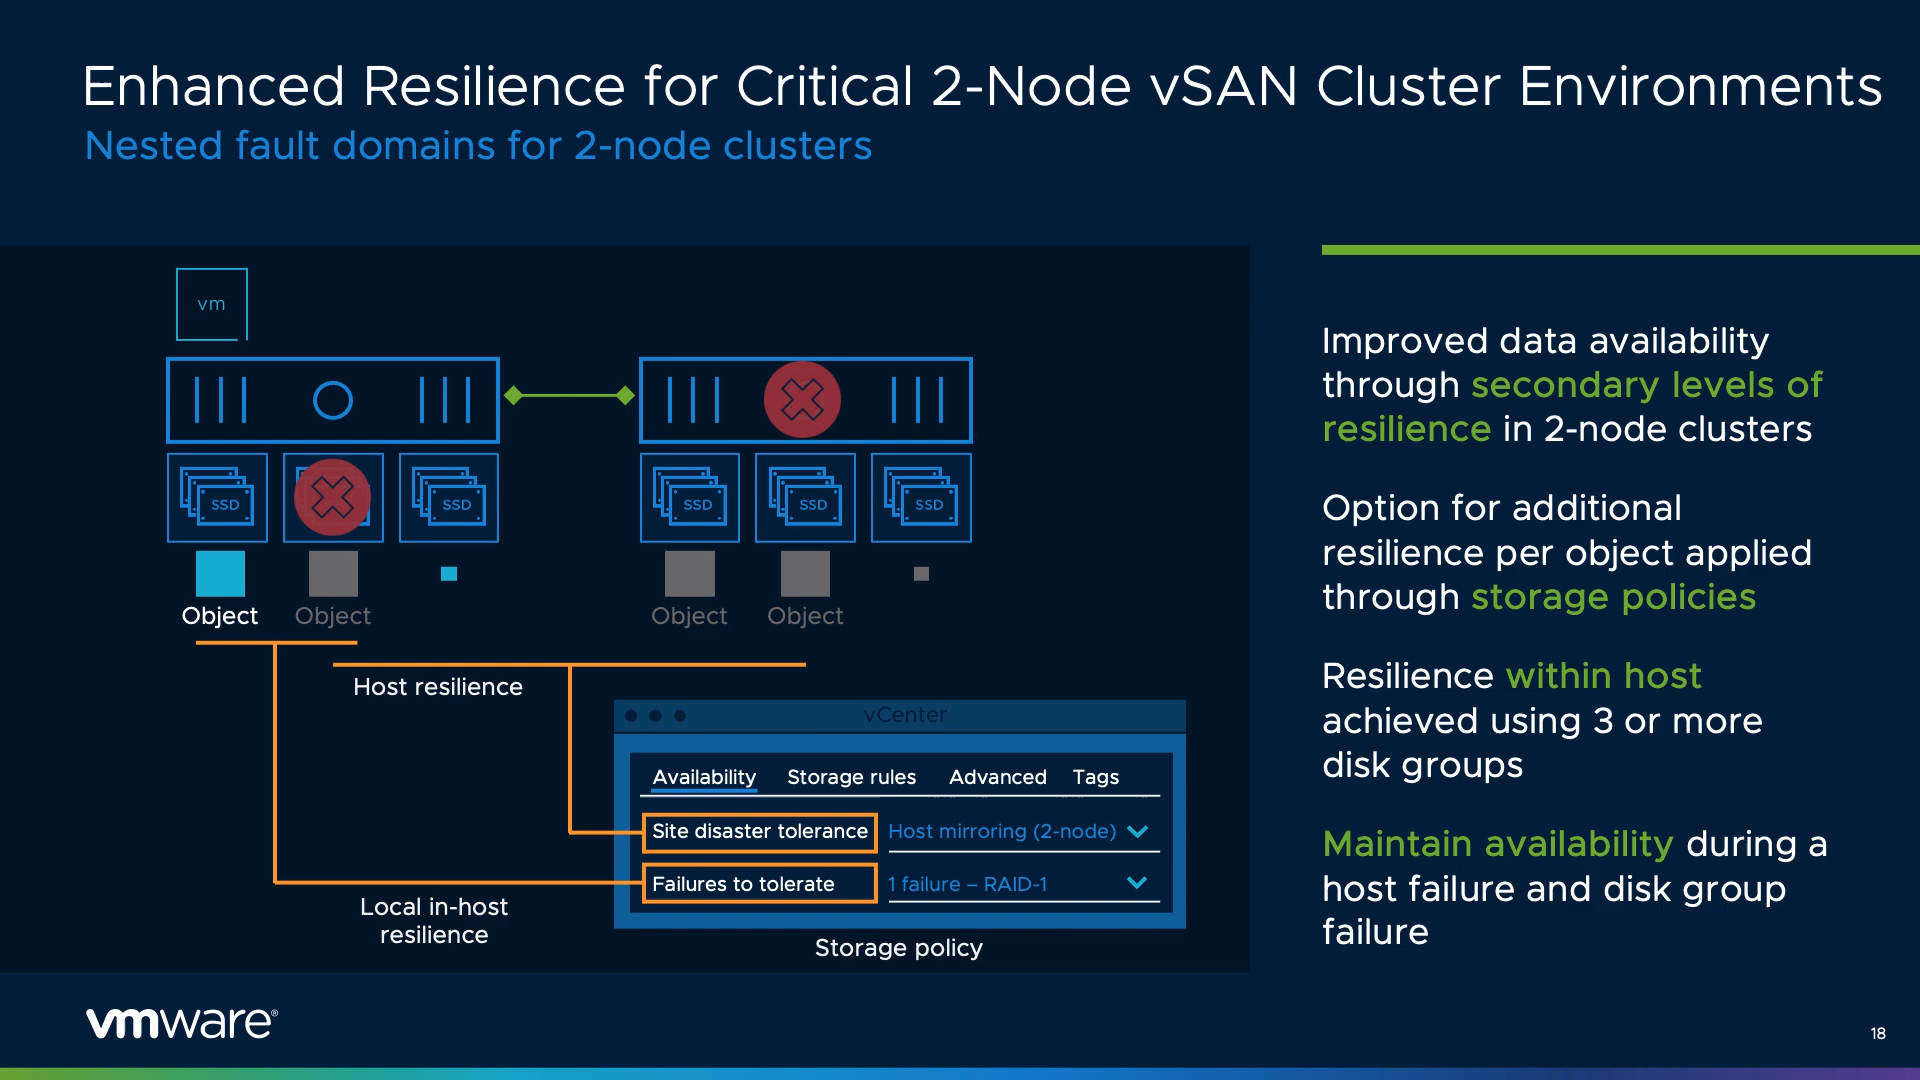 Enhanced Resilience for Critical 2-Node vSAN Cluster Environments
Nested fault domains for 2-node clusters
vm
SSD
SSD
SSD
SSD
SSD
Object
Object
Object
Object
Host resilience
Local in-host
resilience
vCenter
Availability Storage rules Advanced Tags
Site disaster tolerance Host mirroring (2-node)
Failures to tolerate 1 failure – RAID-1
Storage policy
Improved data availability
through secondary levels of
resilience in 2-node clusters
Option for additional
resilience per object applied
through storage policies
Resilience within host
achieved using 3 or more
disk groups
Maintain availability during a
host failure and disk group
failure
vmware®
18